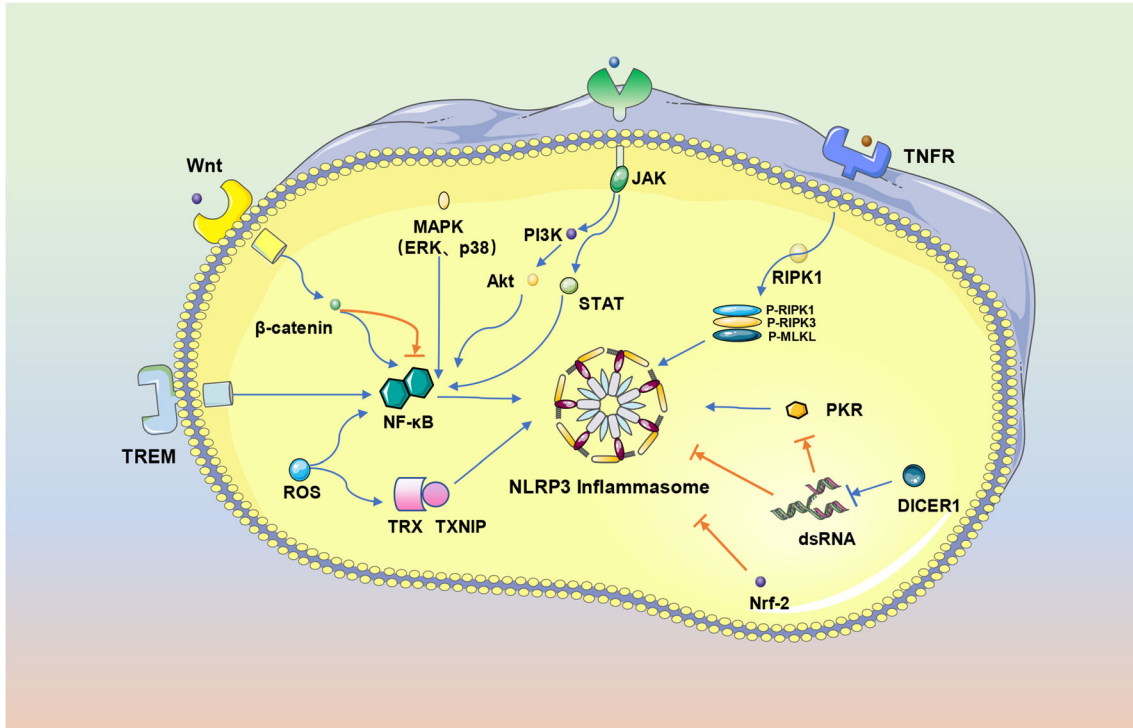 Wnt
TNFR
JAK
MAPK
（ERK、p38）
PI3K
Akt
STAT
RIPK1
P-RIPK1
P-RIPK3
P-MLKL
β-catenin
NF-κB
TREM
PKR
ROS
NLRP3 Inflammasome
DICER1
TRX TXNIP
dsRNA
Nrf-2